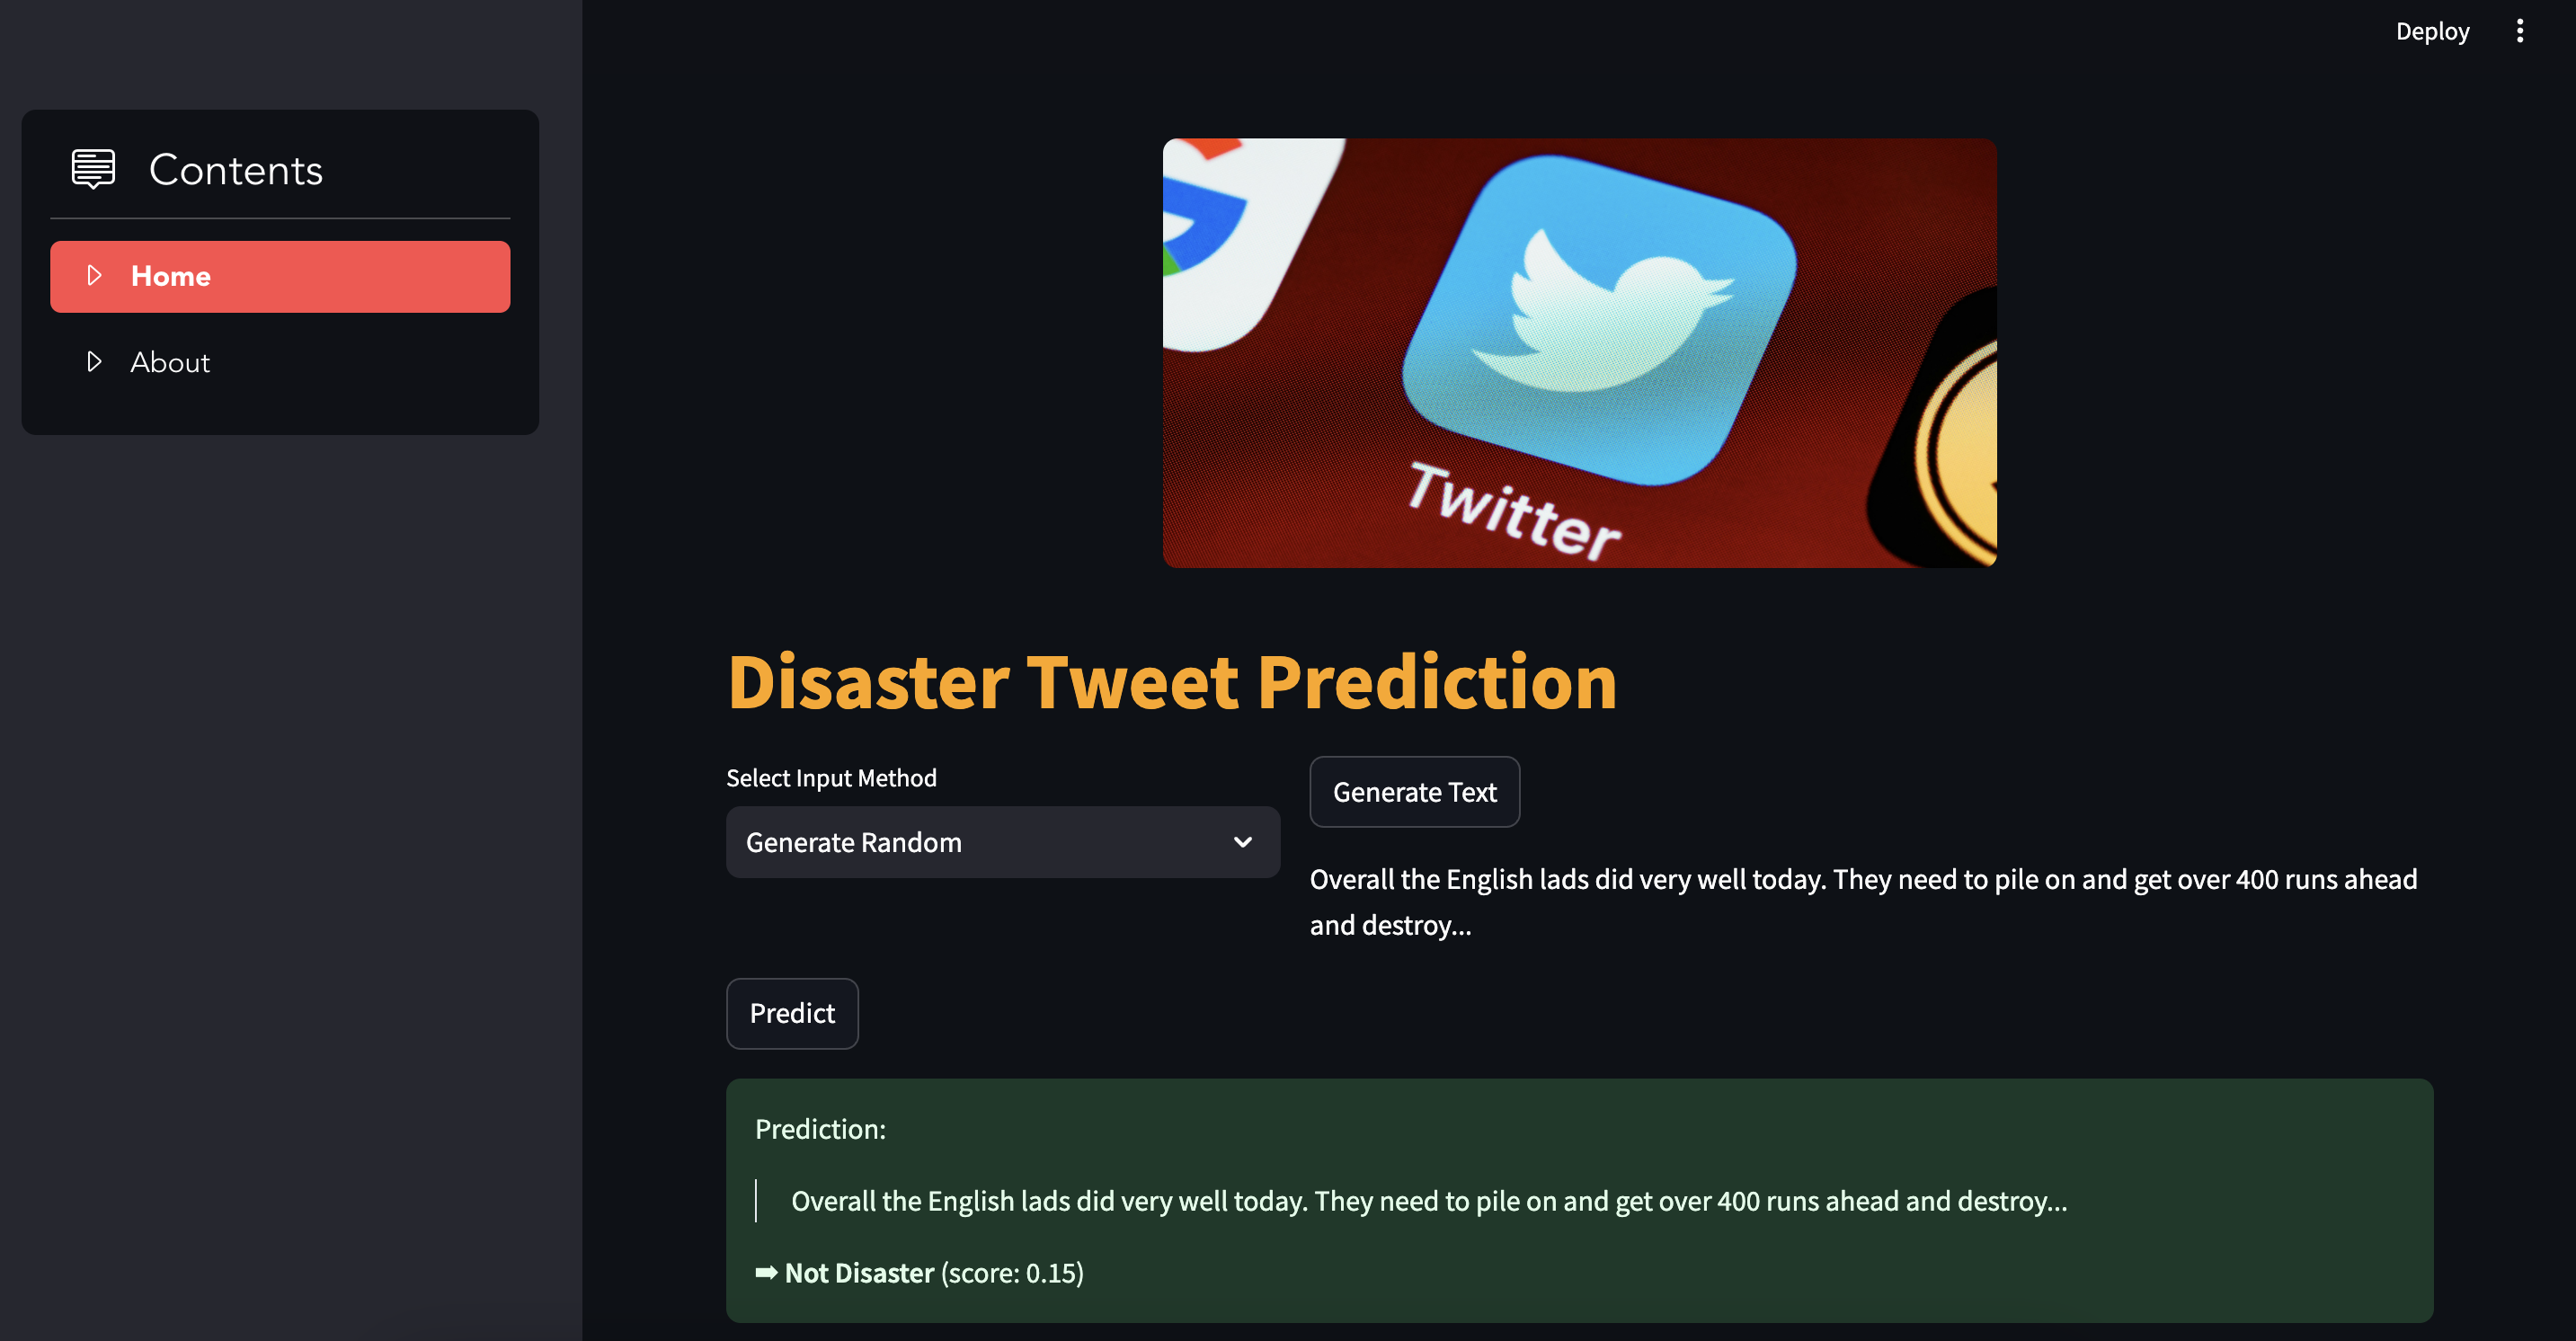 Deploy
Contents
Home
About
Twitter
Disaster Tweet Prediction
Select Input Method
Generate Random
Generate Text
Overall the English lads did very well today. They need to pile on and get over 400 runs ahead
and destroy...
Predict
Prediction:
Overall the English lads did very well today. They need to pile on and get over 400 runs ahead and destroy...
➡ Not Disaster (score: 0.15)